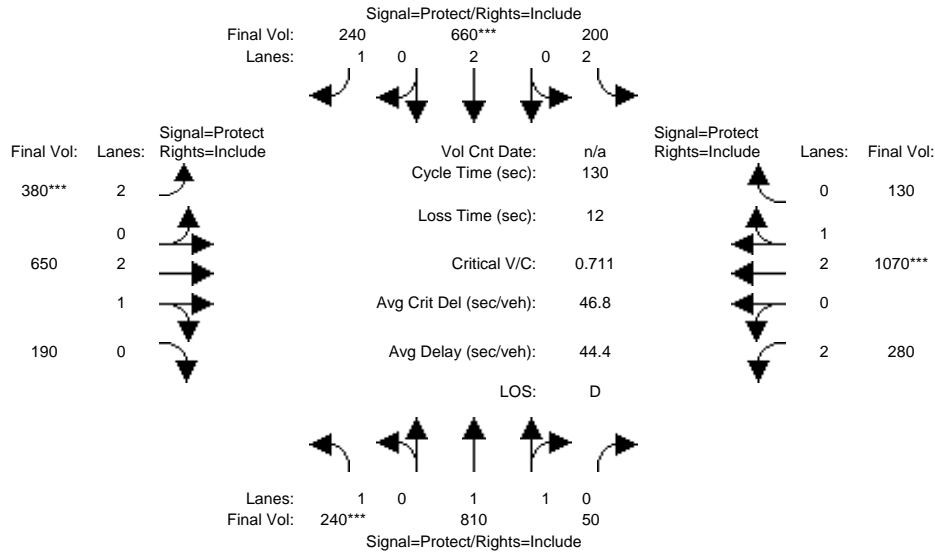 Signal=Protect/Rights=Include
Final Vol: 240 660*** 200
Lanes: 1 0 2 0 2
Signal=Protect Signal=Protect
Final Vol: Lanes: Rights=Include Vol Cnt Date: n/a Rights=Include Lanes: Final Vol:
Cycle Time (sec): 130
380*** 2 0 130
Loss Time (sec): 12
0 1
650 2 Critical V/C: 0.711 2 1070***
1 Avg Crit Del (sec/veh): 46.8 0
190 0 Avg Delay (sec/veh): 44.4 2 280
LOS: D
Lanes: 1 0 1 1 0
Final Vol: 240*** 810 50
Signal=Protect/Rights=Include